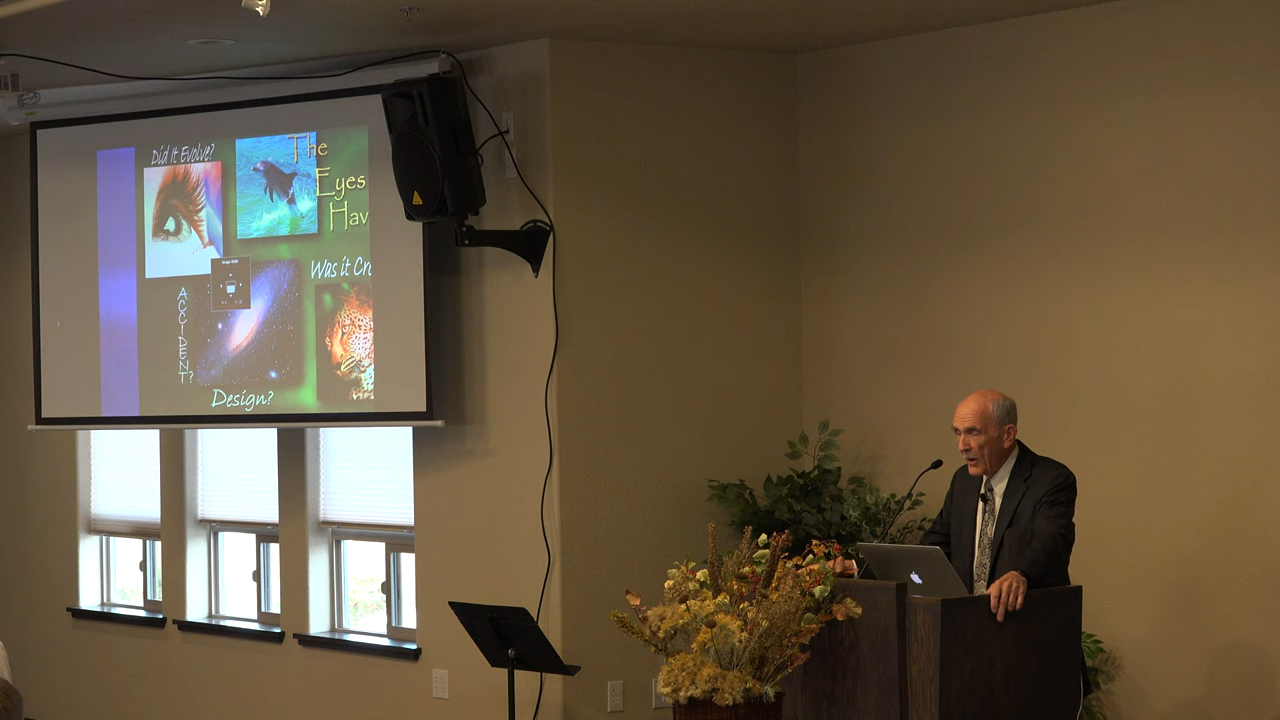 Did It Evolve?
The
Eyes
Hav
Was it Cr
ACCIDENT?
Design?